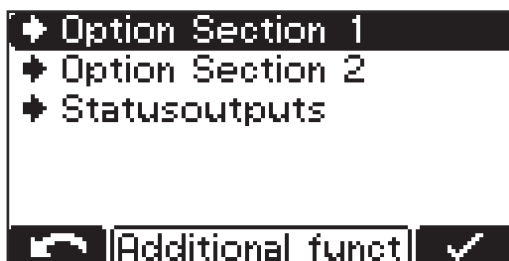 Option Section 1
Option Section 2
Statusoutputs
Additional funct